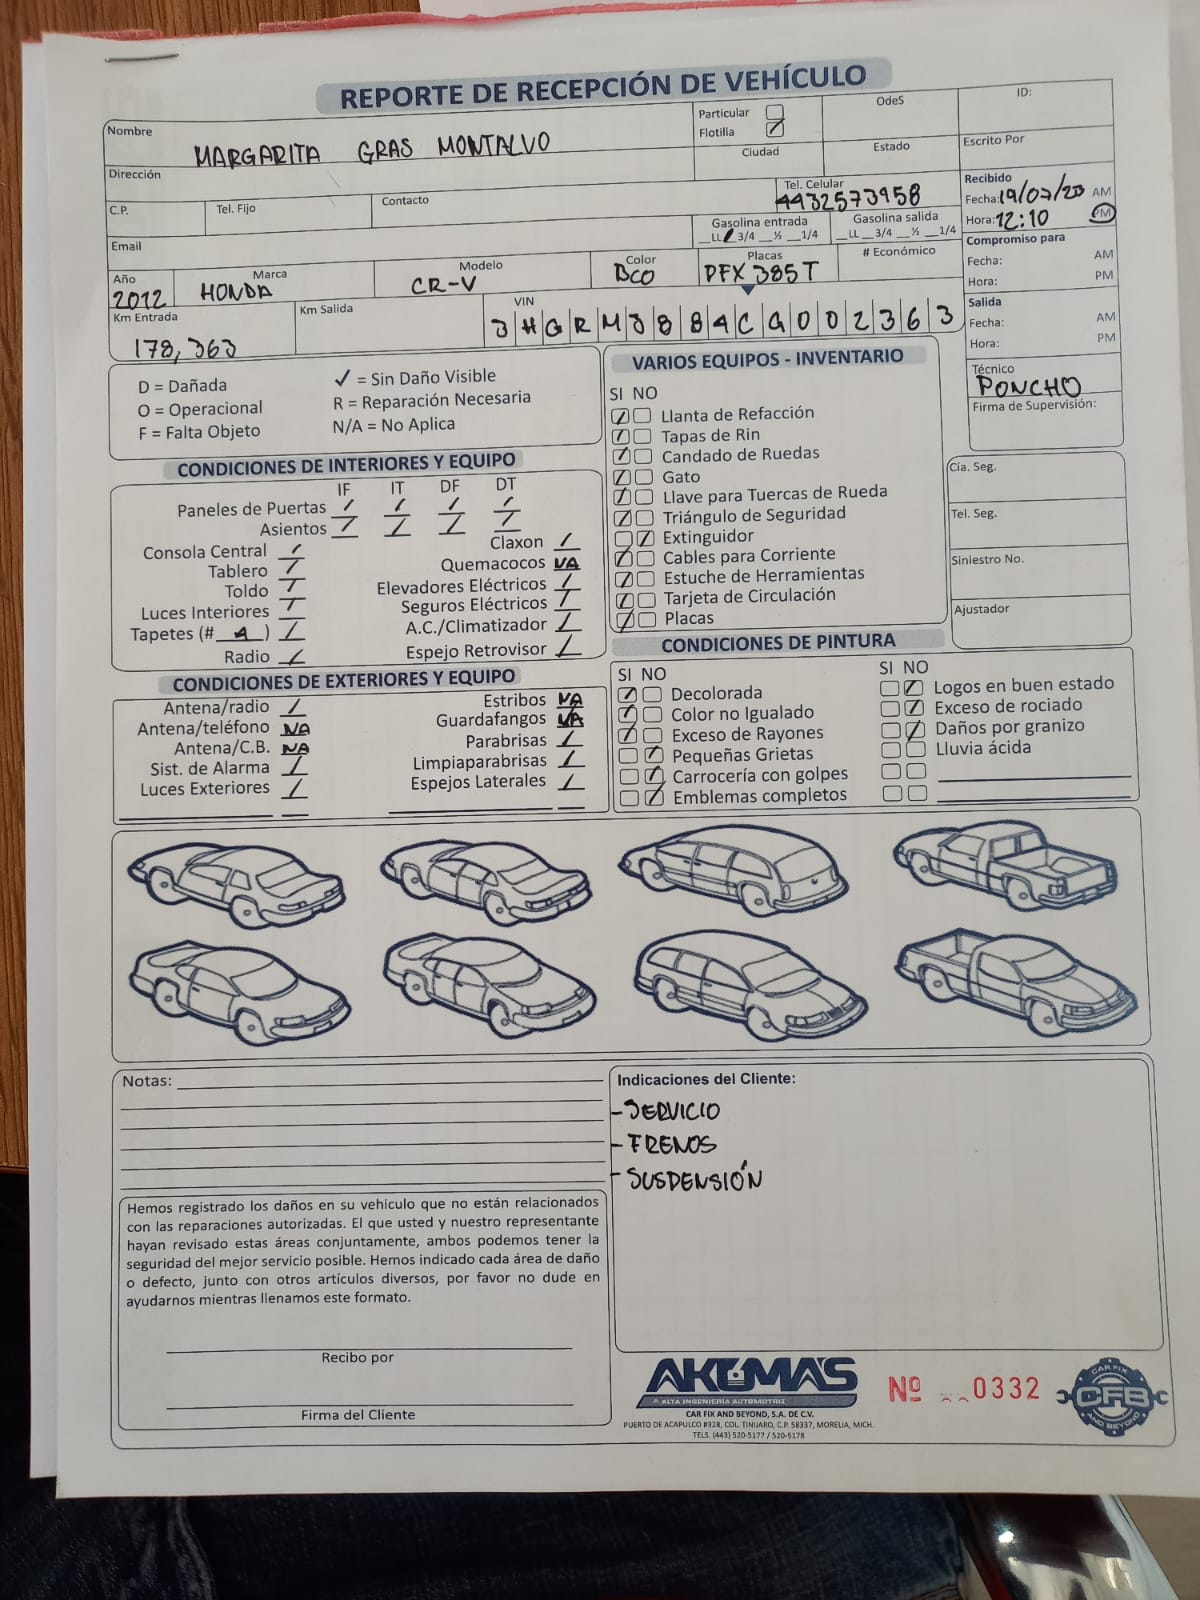 REPORTE DE RECEPCIÓN DE VEHÍCULO
Nombre MARGARITA GRAS MONTALVO
Particular
Flotilla ✓
OdeS
ID:
Dirección
Ciudad
Estado
Escrito Por
C.P.
Tel. Fijo
Contacto
Tel. Celular 4432573958
Recibido
Fecha: 19/07/23 AM
Hora: 12:10 PM
Email
Gasolina entrada
__LL __3/4 __½ __1/4
Gasolina salida
__LL __3/4 __½ __1/4
Compromiso para
Fecha: AM
Hora: PM
Año 2012
Marca HONDA
Modelo CR-V
Color BCO
Placas PFX 385T
# Económico
Km Entrada 178,363
Km Salida
VIN 3HGRM3884CG002363
Salida
Fecha: AM
Hora: PM
Técnico PONCHO
Firma de Supervisión:
D = Dañada
✓ = Sin Daño Visible
O = Operacional
R = Reparación Necesaria
F = Falta Objeto
N/A = No Aplica
CONDICIONES DE INTERIORES Y EQUIPO
IF IT DF DT
Paneles de Puertas
Asientos
Consola Central
Tablero
Toldo
Luces Interiores
Tapetes (# 4 )
Radio
Claxon
Quemacocos NA
Elevadores Eléctricos
Seguros Eléctricos
A.C./Climatizador
Espejo Retrovisor
VARIOS EQUIPOS - INVENTARIO
SI NO
Llanta de Refacción
Tapas de Rin
Candado de Ruedas
Gato
Llave para Tuercas de Rueda
Triángulo de Seguridad
Extinguidor
Cables para Corriente
Estuche de Herramientas
Tarjeta de Circulación
Placas
Cía. Seg.
Tel. Seg.
Siniestro No.
Ajustador
CONDICIONES DE EXTERIORES Y EQUIPO
Antena/radio
Antena/teléfono NA
Antena/C.B. NA
Sist. de Alarma
Luces Exteriores
Estribos NA
Guardafangos NA
Parabrisas
Limpiaparabrisas
Espejos Laterales
CONDICIONES DE PINTURA
SI NO
Decolorada
Color no Igualado
Exceso de Rayones
Pequeñas Grietas
Carrocería con golpes
Emblemas completos
SI NO
Logos en buen estado
Exceso de rociado
Daños por granizo
Lluvia ácida
Notas:
Indicaciones del Cliente:
-SERVICIO
-FRENOS
-SUSPENSIÓN
Hemos registrado los daños en su vehiculo que no están relacionados
con las reparaciones autorizadas. El que usted y nuestro representante
hayan revisado estas áreas conjuntamente, ambos podemos tener la
seguridad del mejor servicio posible. Hemos indicado cada área de daño
o defecto, junto con otros artículos diversos, por favor no dude en
ayudarnos mientras llenamos este formato.
Recibo por
Firma del Cliente
AKUMAS
ALTA INGENIERÍA AUTOMOTRIZ
CAR FIX AND BEYOND, S.A. DE C.V.
PUERTO DE ACAPULCO #328, COL. TINIJARO, C.P. 58337, MORELIA, MICH.
TELS. (443) 520-5177 / 520-5178
Nº 0332
CAR FIX
CFB
AND BEYOND